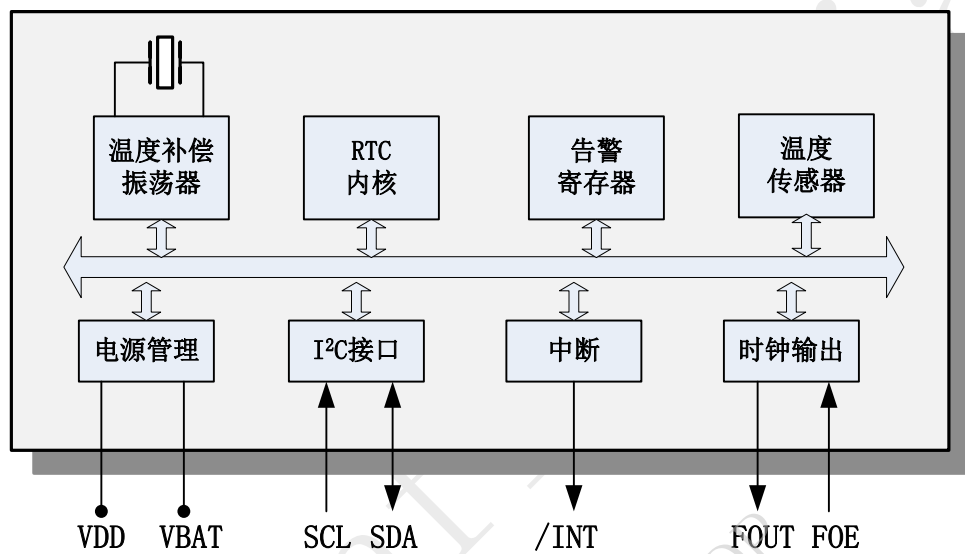 温度补偿
振荡器
RTC
内核
告警
寄存器
温度
传感器
电源管理
I²C接口
中断
时钟输出
VDD
VBAT
SCL
SDA
/INT
FOUT
FOE